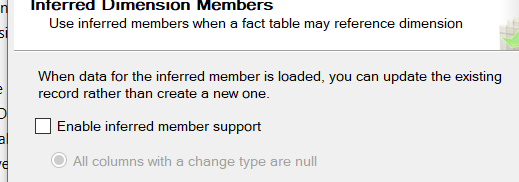 Inferred Dimension Members
Use inferred members when a fact table may reference dimension
When data for the inferred member is loaded, you can update the existing
record rather than create a new one.
Enable inferred member support
All columns with a change type are null